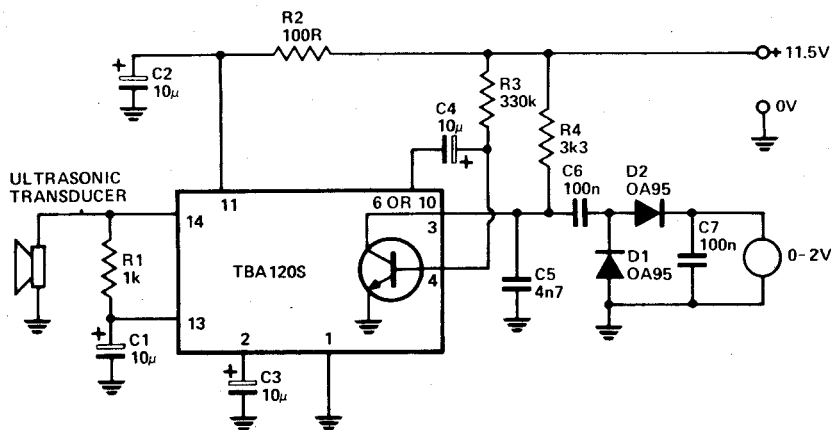 R2
100R
+ 11.5V
+
C2
10μ
R3
330k
C4
10μ
+
0V
R4
3k3
C6
100n
D2
OA95
ULTRASONIC
TRANSDUCER
11
6 OR 10
3
14
R1
1k
TBA120S
4
C5
4n7
D1
OA95
C7
100n
0-2V
13
+
C1
10μ
2
1
+
C3
10μ